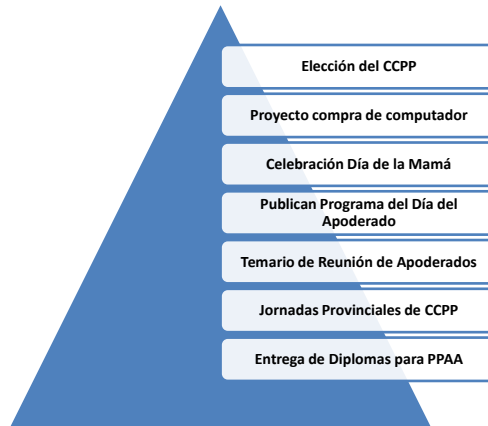 Elección del CCPP
Proyecto compra de computador
Celebración Día de la Mamá
Publican Programa del Día del
Apoderado
Temario de Reunión de Apoderados
Jornadas Provinciales de CCPP
Entrega de Diplomas para PPAA